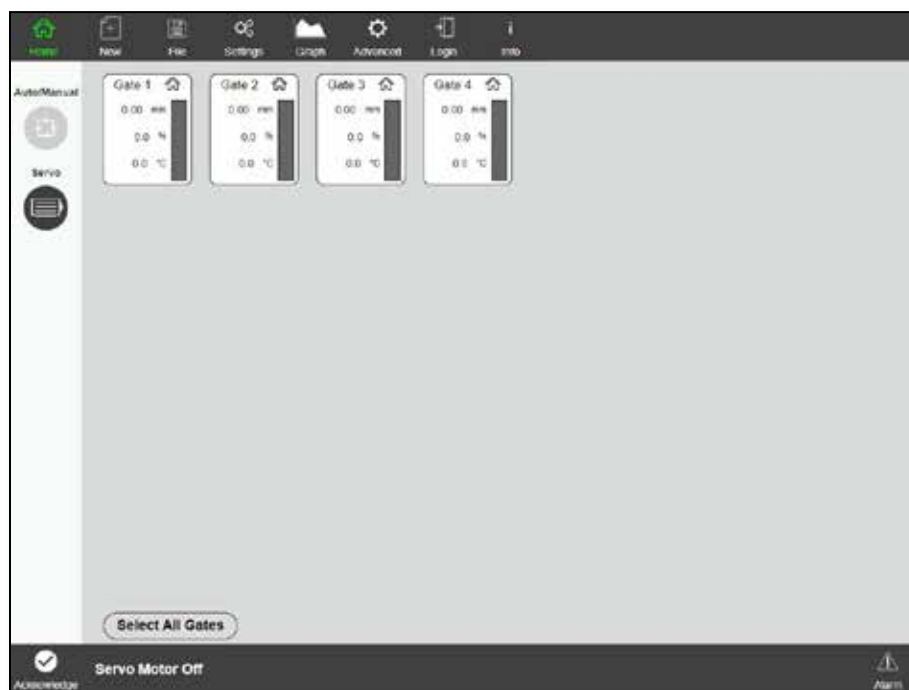 Home New File Settings Graph Advanced Login Info
Auto/Manual
Servo
Gate 1 Gate 2 Gate 3 Gate 4
0.00 mm 0.00 mm 0.00 mm 0.00 mm
0.0 % 0.0 % 0.0 % 0.0 %
0.0 °C 0.0 °C 0.0 °C 0.0 °C
Select All Gates
Acknowledge Servo Motor Off Alarm